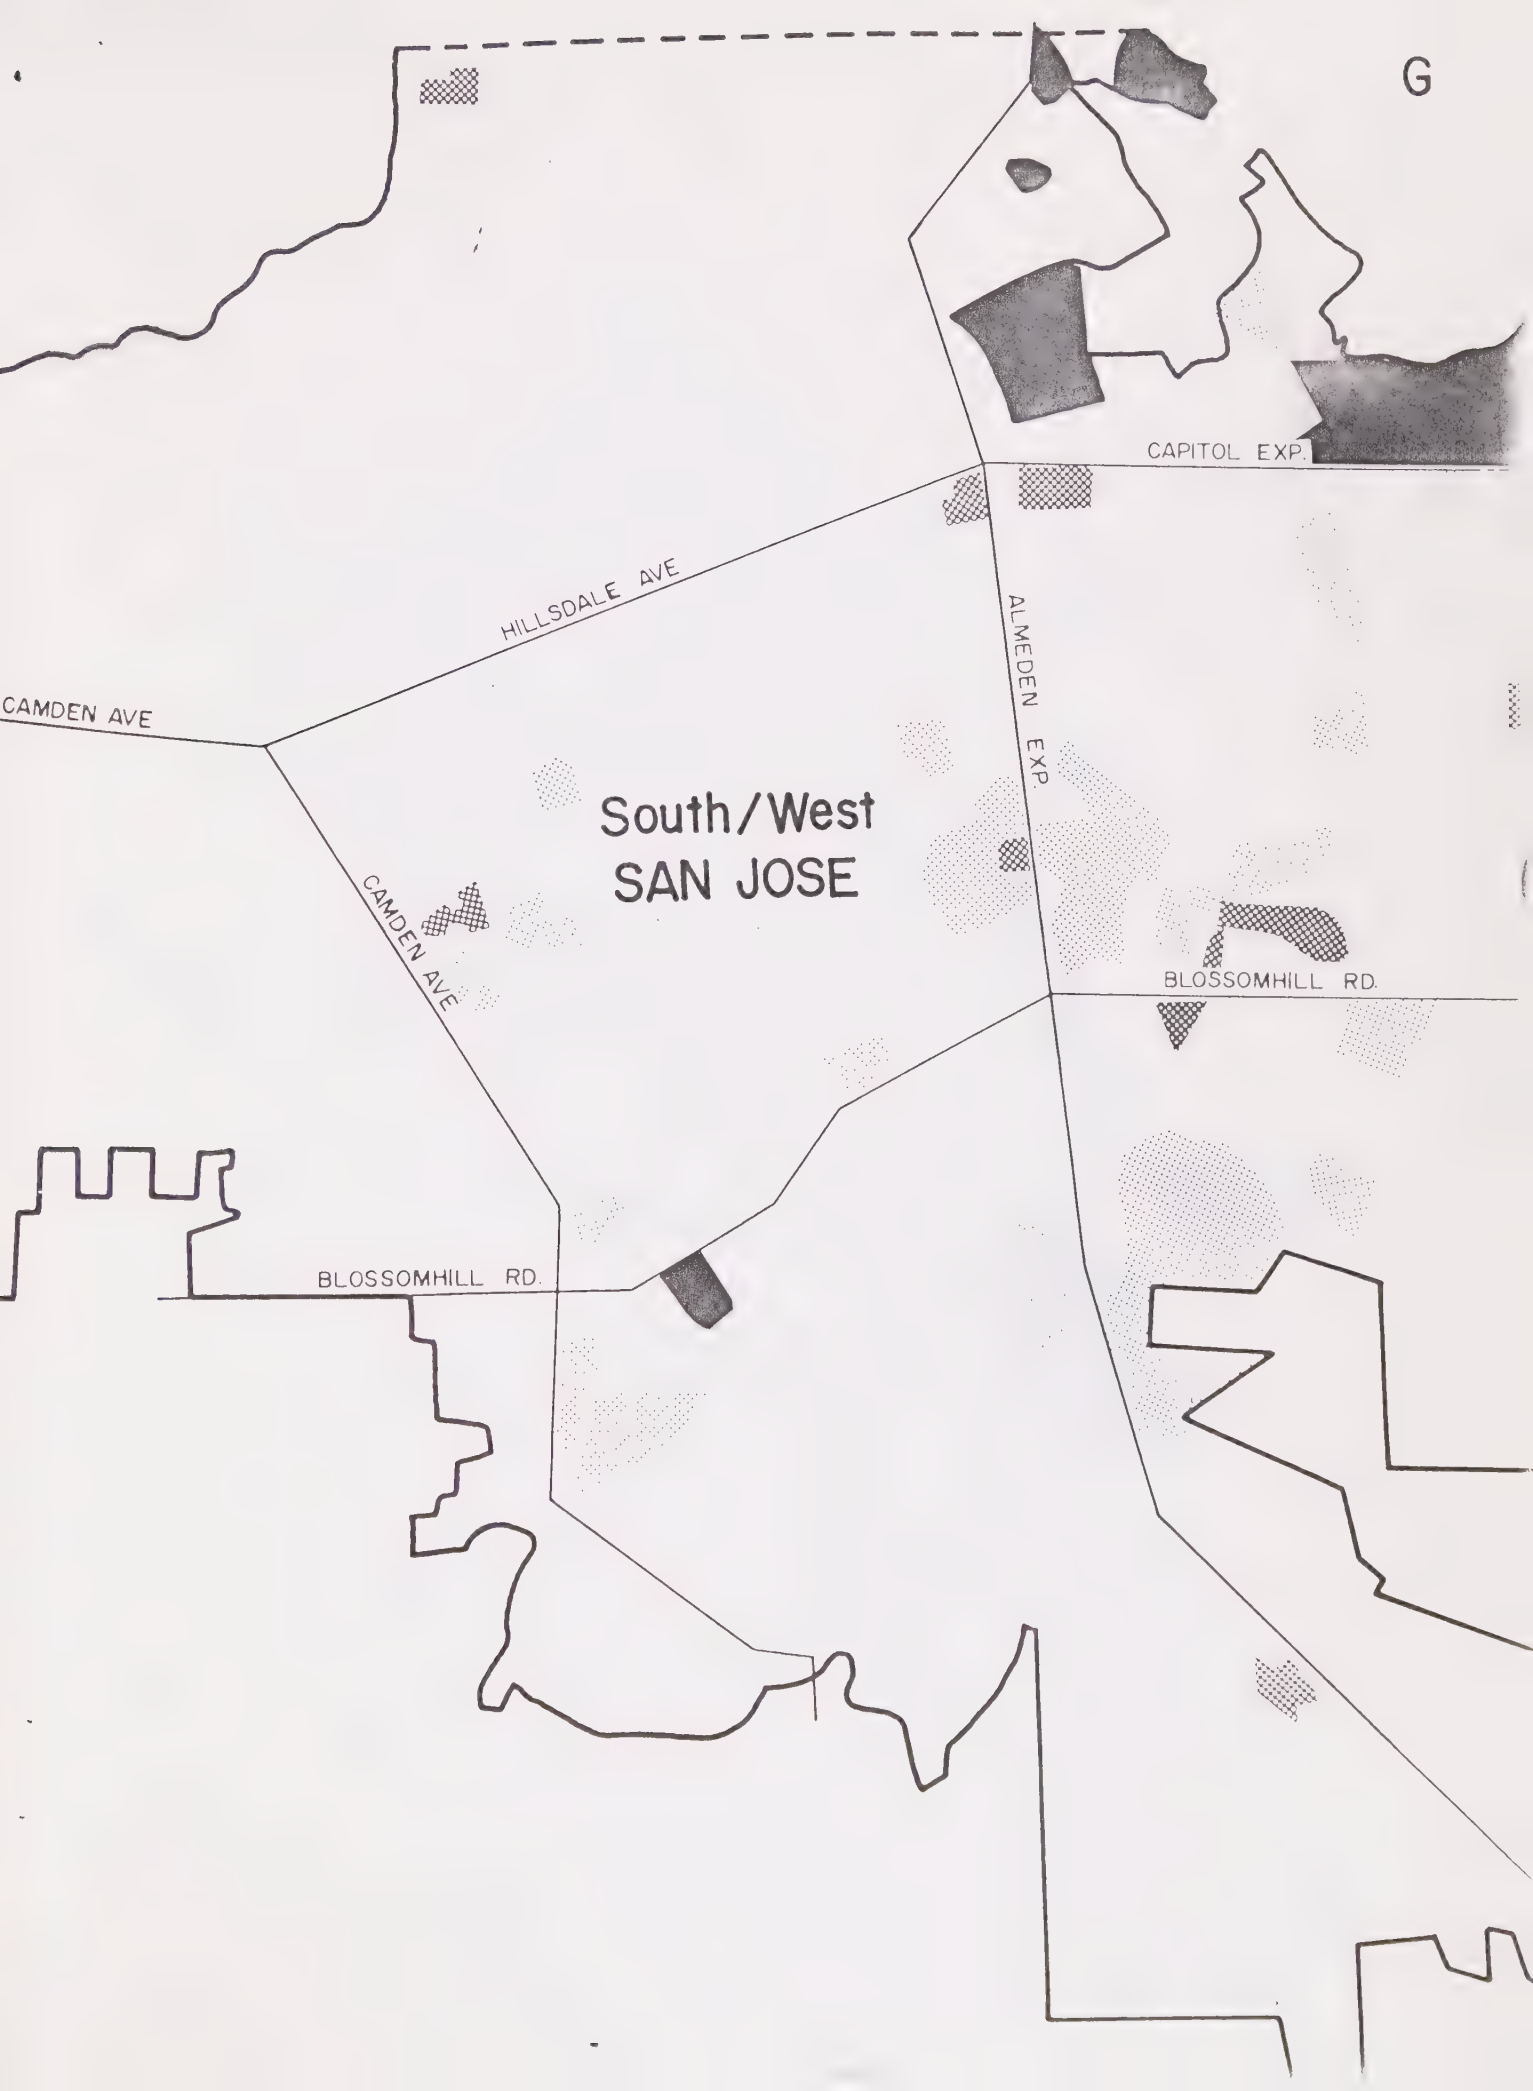 G
CAPITOL EXP.
HILLSDALE AVE
ALMEDEN EXP
CAMDEN AVE
South/West
SAN JOSE
CAMDEN AVE
BLOSSOMHILL RD.
BLOSSOMHILL RD.